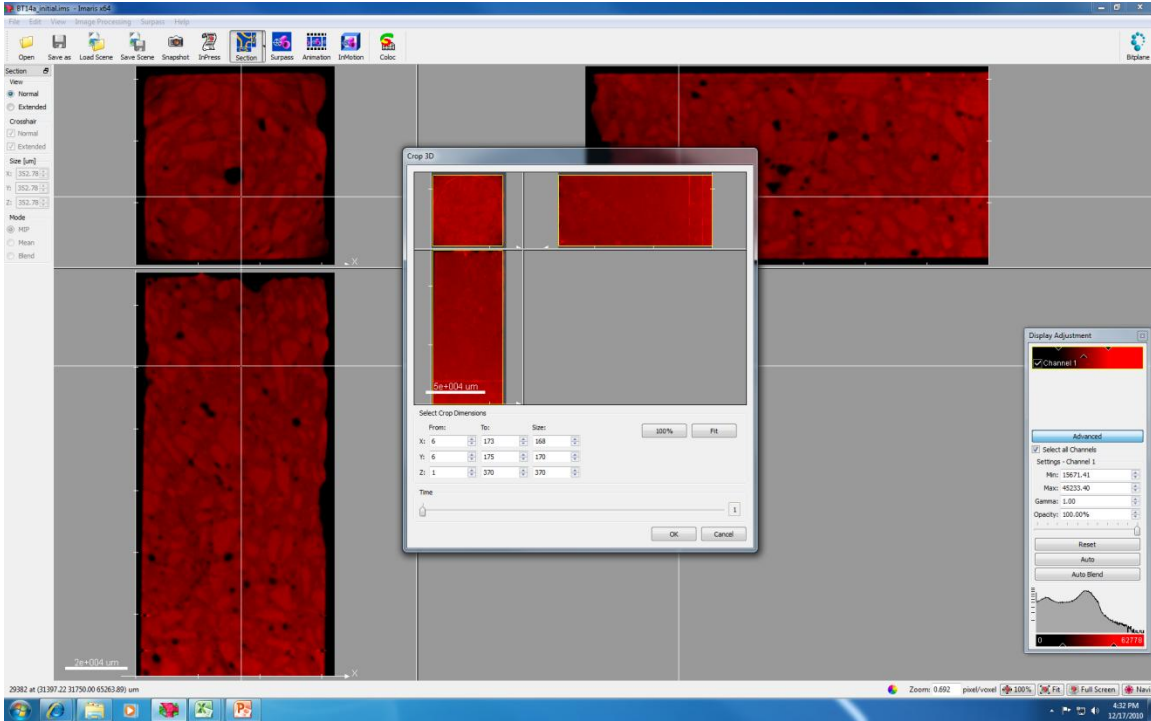 BT14a_initial.ims - Imaris x64
File Edit View Image Processing Surpass Help
Open Save as Load Scene Save Scene Snapshot InPress Section Surpass Animation InMotion Coloc Bitplane
Section
View
Normal
Extended
Crosshair
Normal
Extended
Size [um]
X: 352.78
Y: 352.78
Z: 352.78
Mode
MIP
Mean
Blend
X
2e+004 um
X
Crop 3D
5e+004 um
Select Crop Dimensions
From: To: Size:
X: 6 173 168
Y: 6 175 170
Z: 1 370 370
100% Fit
Time
1
OK Cancel
Display Adjustment
Channel 1
Advanced
Select all Channels
Settings - Channel 1
Min: 15671.41
Max: 45233.40
Gamma: 1.00
Opacity: 100.00%
Reset
Auto
Auto Blend
0 62778
29382 at (31397.22 31750.00 65263.89) um
Zoom: 0.692 pixel/voxel 100% Fit Full Screen Navi
4:32 PM
12/17/2010